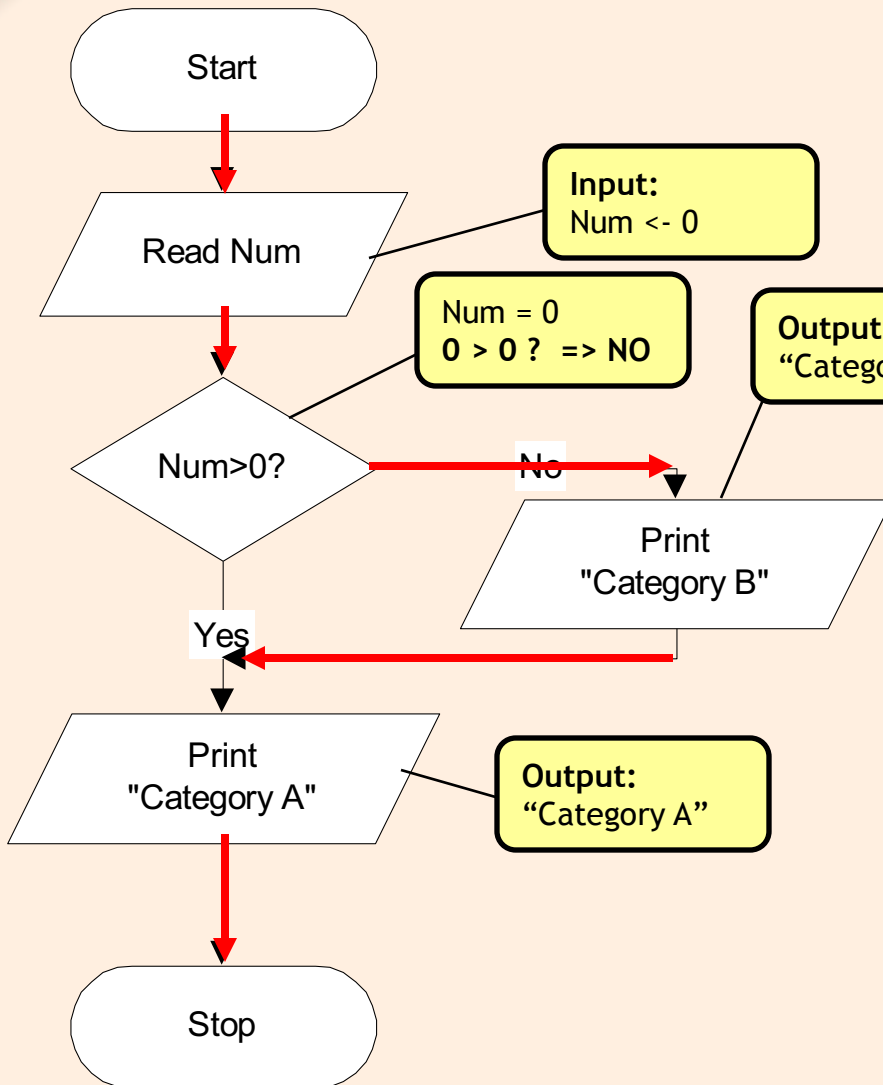 Start
Input:
Num <- 0
Read Num
Num = 0
0 > 0 ?  => NO
Output
“Catego
Num>0?
No
Print
"Category B"
Yes
Print
"Category A"
Output:
“Category A”
Stop